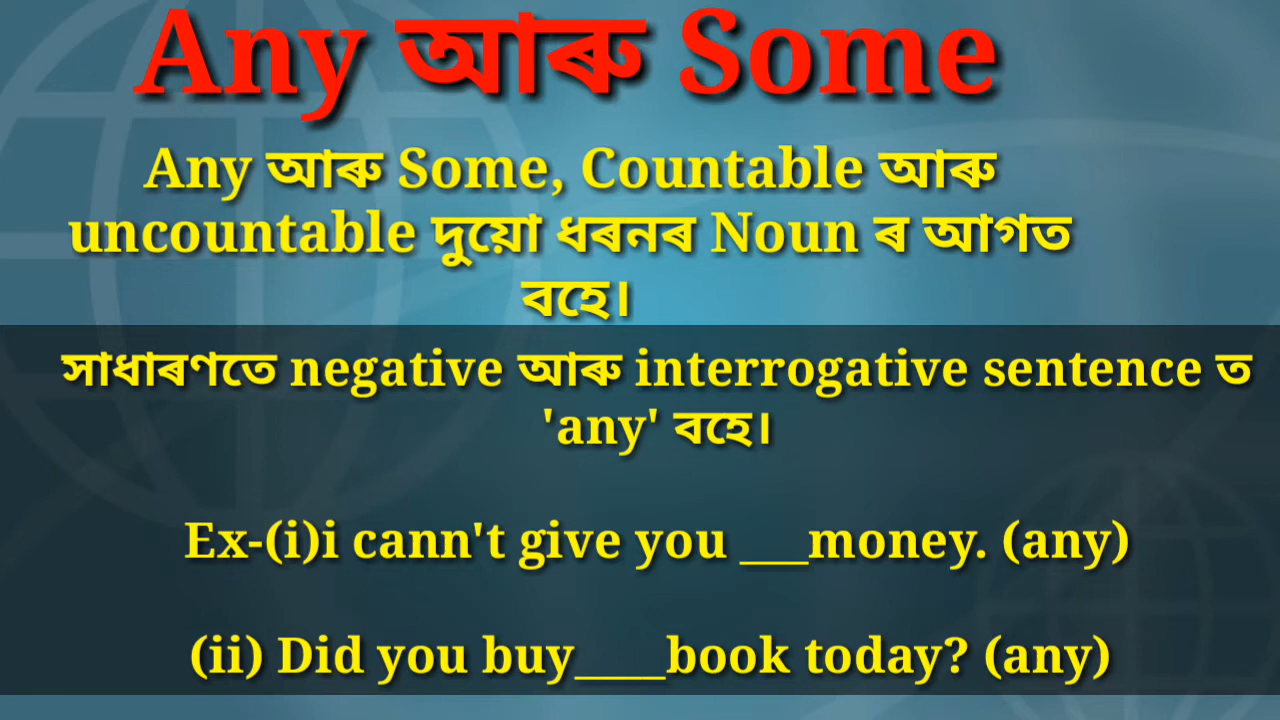 Any আৰু Some
Any আৰু Some, Countable আৰু
uncountable দুয়ো ধৰনৰ Noun ৰ আগত
বহে।
সাধাৰণতে negative আৰু interrogative sentence ত
'any' বহে।
Ex-(i)i cann't give you ___money. (any)
(ii) Did you buy____book today? (any)